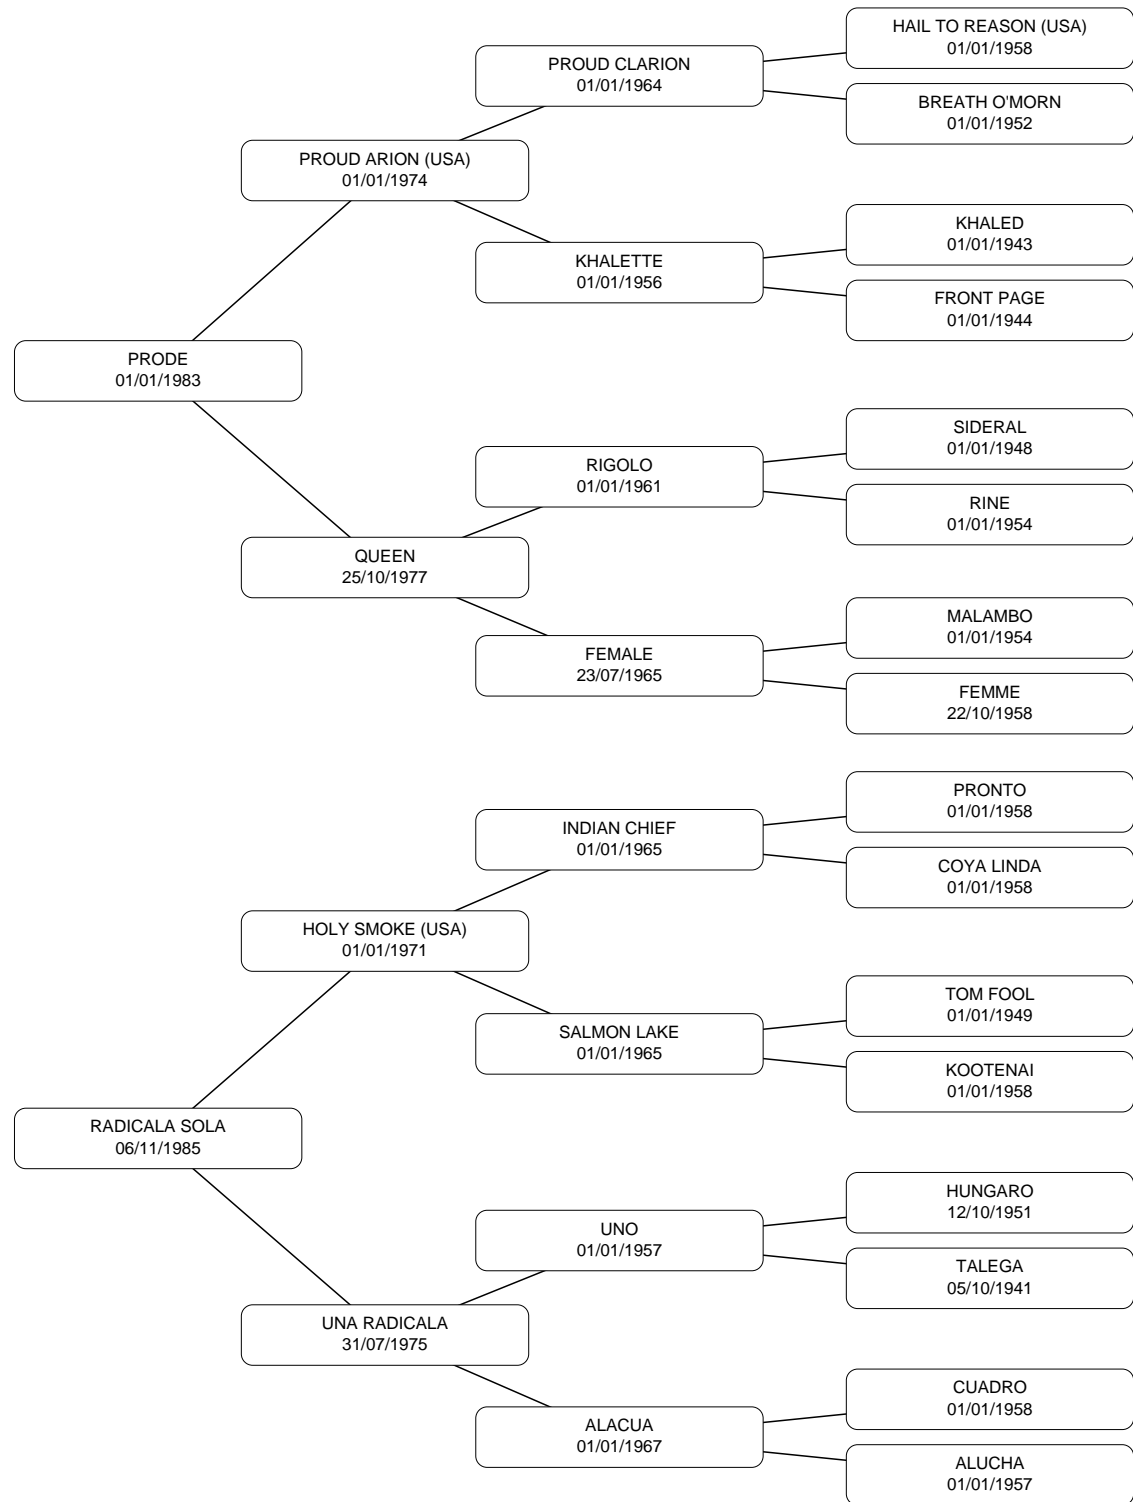 HAIL TO REASON (USA)
01/01/1958
PROUD CLARION
01/01/1964
BREATH O'MORN
01/01/1952
PROUD ARION (USA)
01/01/1974
KHALED
01/01/1943
KHALETTE
01/01/1956
FRONT PAGE
01/01/1944
PRODE
01/01/1983
SIDERAL
01/01/1948
RIGOLO
01/01/1961
RINE
01/01/1954
QUEEN
25/10/1977
MALAMBO
01/01/1954
FEMALE
23/07/1965
FEMME
22/10/1958
PRONTO
01/01/1958
INDIAN CHIEF
01/01/1965
COYA LINDA
01/01/1958
HOLY SMOKE (USA)
01/01/1971
TOM FOOL
01/01/1949
SALMON LAKE
01/01/1965
KOOTENAI
01/01/1958
RADICALA SOLA
06/11/1985
HUNGARO
12/10/1951
UNO
01/01/1957
TALEGA
05/10/1941
UNA RADICALA
31/07/1975
CUADRO
01/01/1958
ALACUA
01/01/1967
ALUCHA
01/01/1957